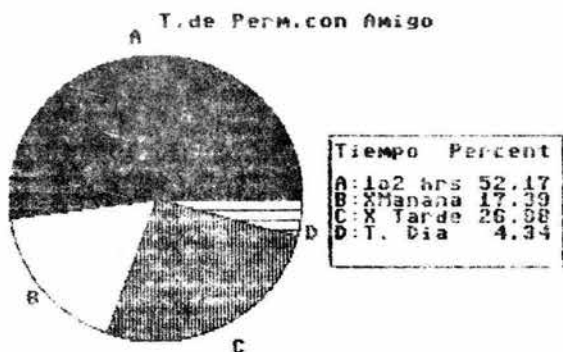 T.de Perm.con Amigo
A
Tiempo Percent
A:1a2 hrs 52.17
B:XManana 17.39
C:X Tarde 26.08
D:T. Dia 4.34
D
B
C